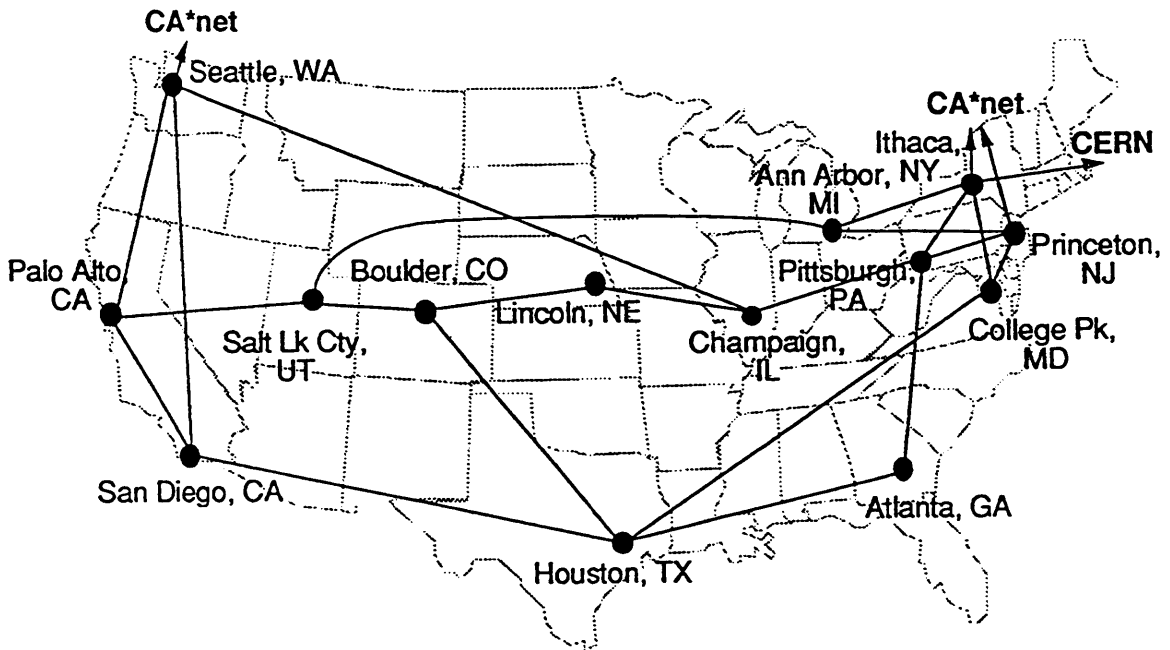 CA*net
Seattle, WA
CA*net
Ithaca,
NY
CERN
Ann Arbor,
MI
Princeton,
NJ
Palo Alto
CA
Boulder, CO
Pittsburgh,
PA
Lincoln, NE
Salt Lk Cty,
UT
Champaign,
IL
College Pk,
MD
San Diego, CA
Atlanta, GA
Houston, TX